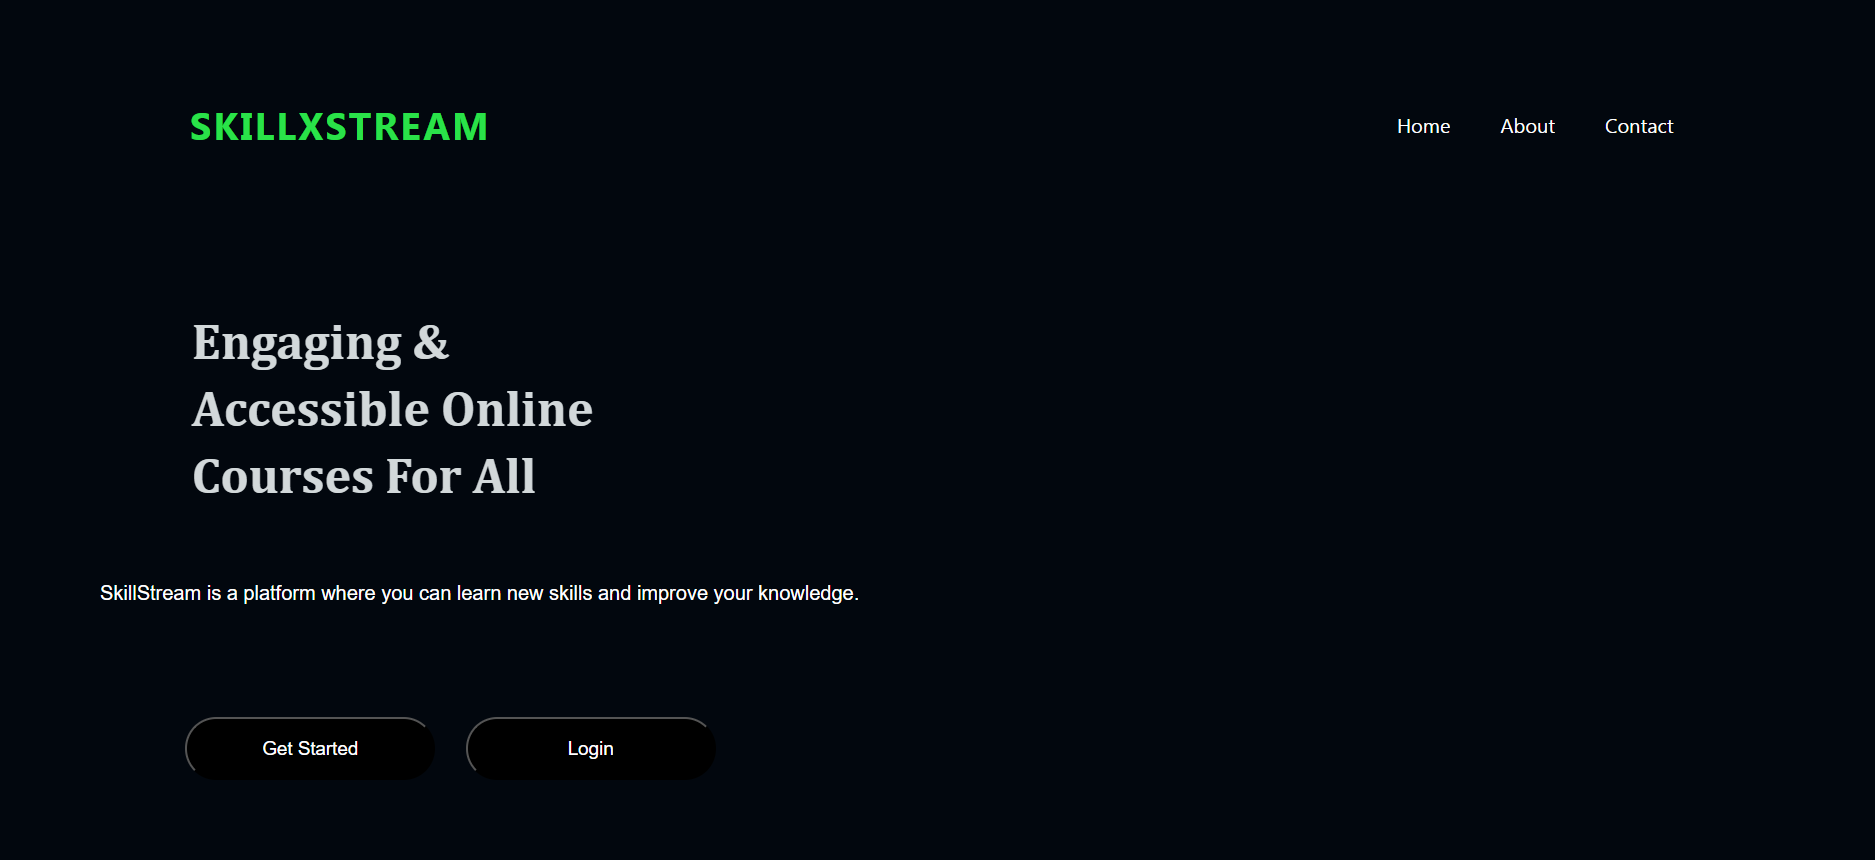 SKILLXSTREAM
Home About Contact
Engaging &
Accessible Online
Courses For All
SkillStream is a platform where you can learn new skills and improve your knowledge.
Get Started Login